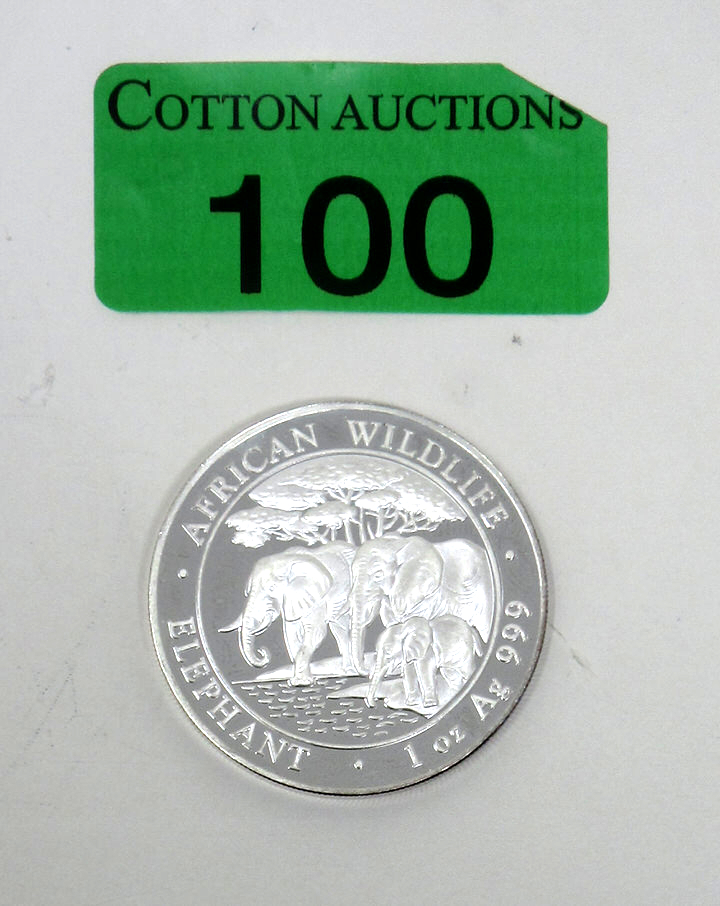 COTTON AUCTIONS
100
AFRICAN WILDLIFE
ELEPHANT • 1 oz Ag 999